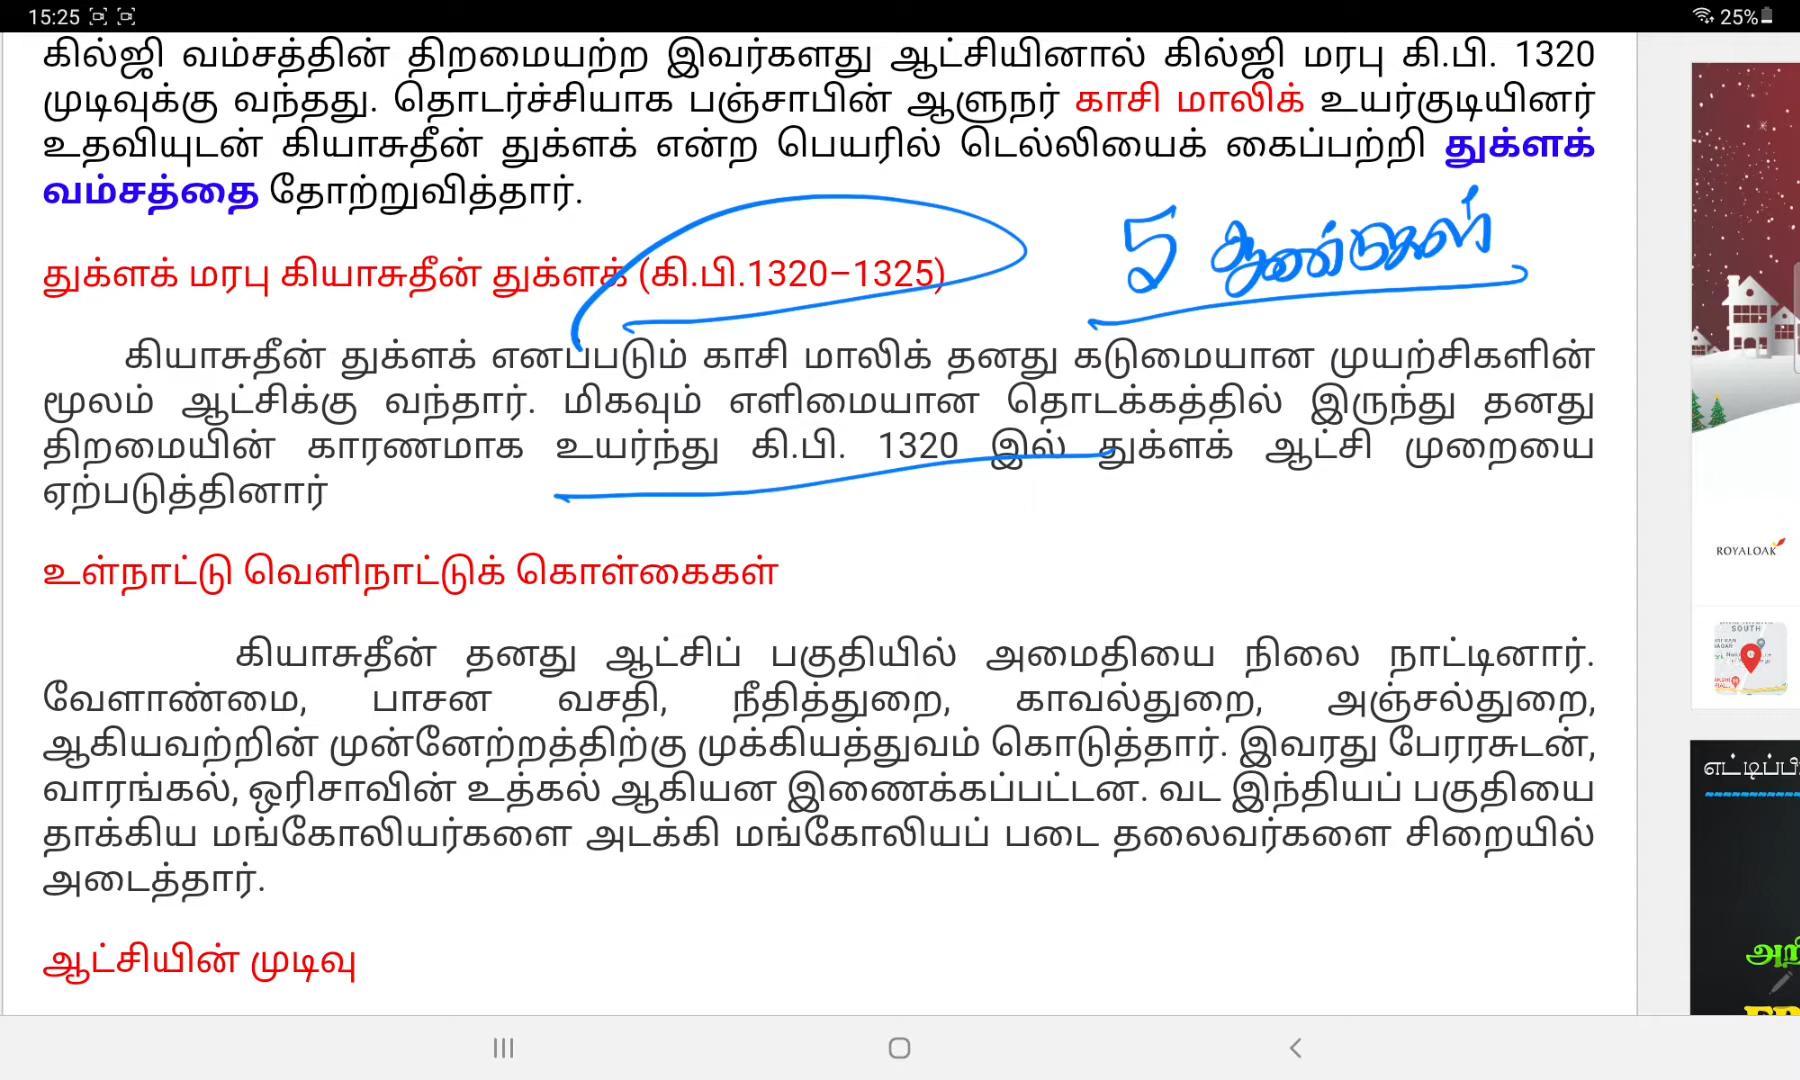 15:25
25%
கில்ஜி வம்சத்தின் திறமையற்ற இவர்களது ஆட்சியினால் கில்ஜி மரபு கி.பி. 1320
முடிவுக்கு வந்தது. தொடர்ச்சியாக பஞ்சாபின் ஆளுநர் காசி மாலிக் உயர்குடியினர்
உதவியுடன் கியாசுதீன் துக்ளக் என்ற பெயரில் டெல்லியைக் கைப்பற்றி துக்ளக்
வம்சத்தை தோற்றுவித்தார்.
5 ஆண்டுகள்
துக்ளக் மரபு கியாசுதீன் துக்ளக் (கி.பி.1320–1325)
கியாசுதீன் துக்ளக் எனப்படும் காசி மாலிக் தனது கடுமையான முயற்சிகளின்
மூலம் ஆட்சிக்கு வந்தார். மிகவும் எளிமையான தொடக்கத்தில் இருந்து தனது
திறமையின் காரணமாக உயர்ந்து கி.பி. 1320 இல் துக்ளக் ஆட்சி முறையை
ஏற்படுத்தினார்
உள்நாட்டு வெளிநாட்டுக் கொள்கைகள்
கியாசுதீன் தனது ஆட்சிப் பகுதியில் அமைதியை நிலை நாட்டினார்.
வேளாண்மை, பாசன வசதி, நீதித்துறை, காவல்துறை, அஞ்சல்துறை,
ஆகியவற்றின் முன்னேற்றத்திற்கு முக்கியத்துவம் கொடுத்தார். இவரது பேரரசுடன்,
வாரங்கல், ஒரிசாவின் உத்கல் ஆகியன இணைக்கப்பட்டன. வட இந்தியப் பகுதியை
தாக்கிய மங்கோலியர்களை அடக்கி மங்கோலியப் படை தலைவர்களை சிறையில்
அடைத்தார்.
ஆட்சியின் முடிவு
ROYALOAK
SOUTH